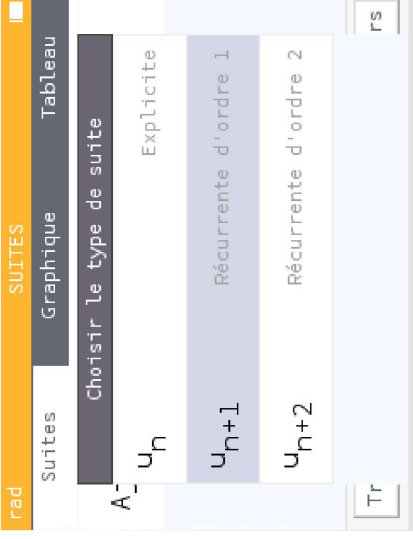 rad SUITES
Suites Graphique Tableau
Choisir le type de suite
un Explicite
un+1 Récurrente d'ordre 1
un+2 Récurrente d'ordre 2